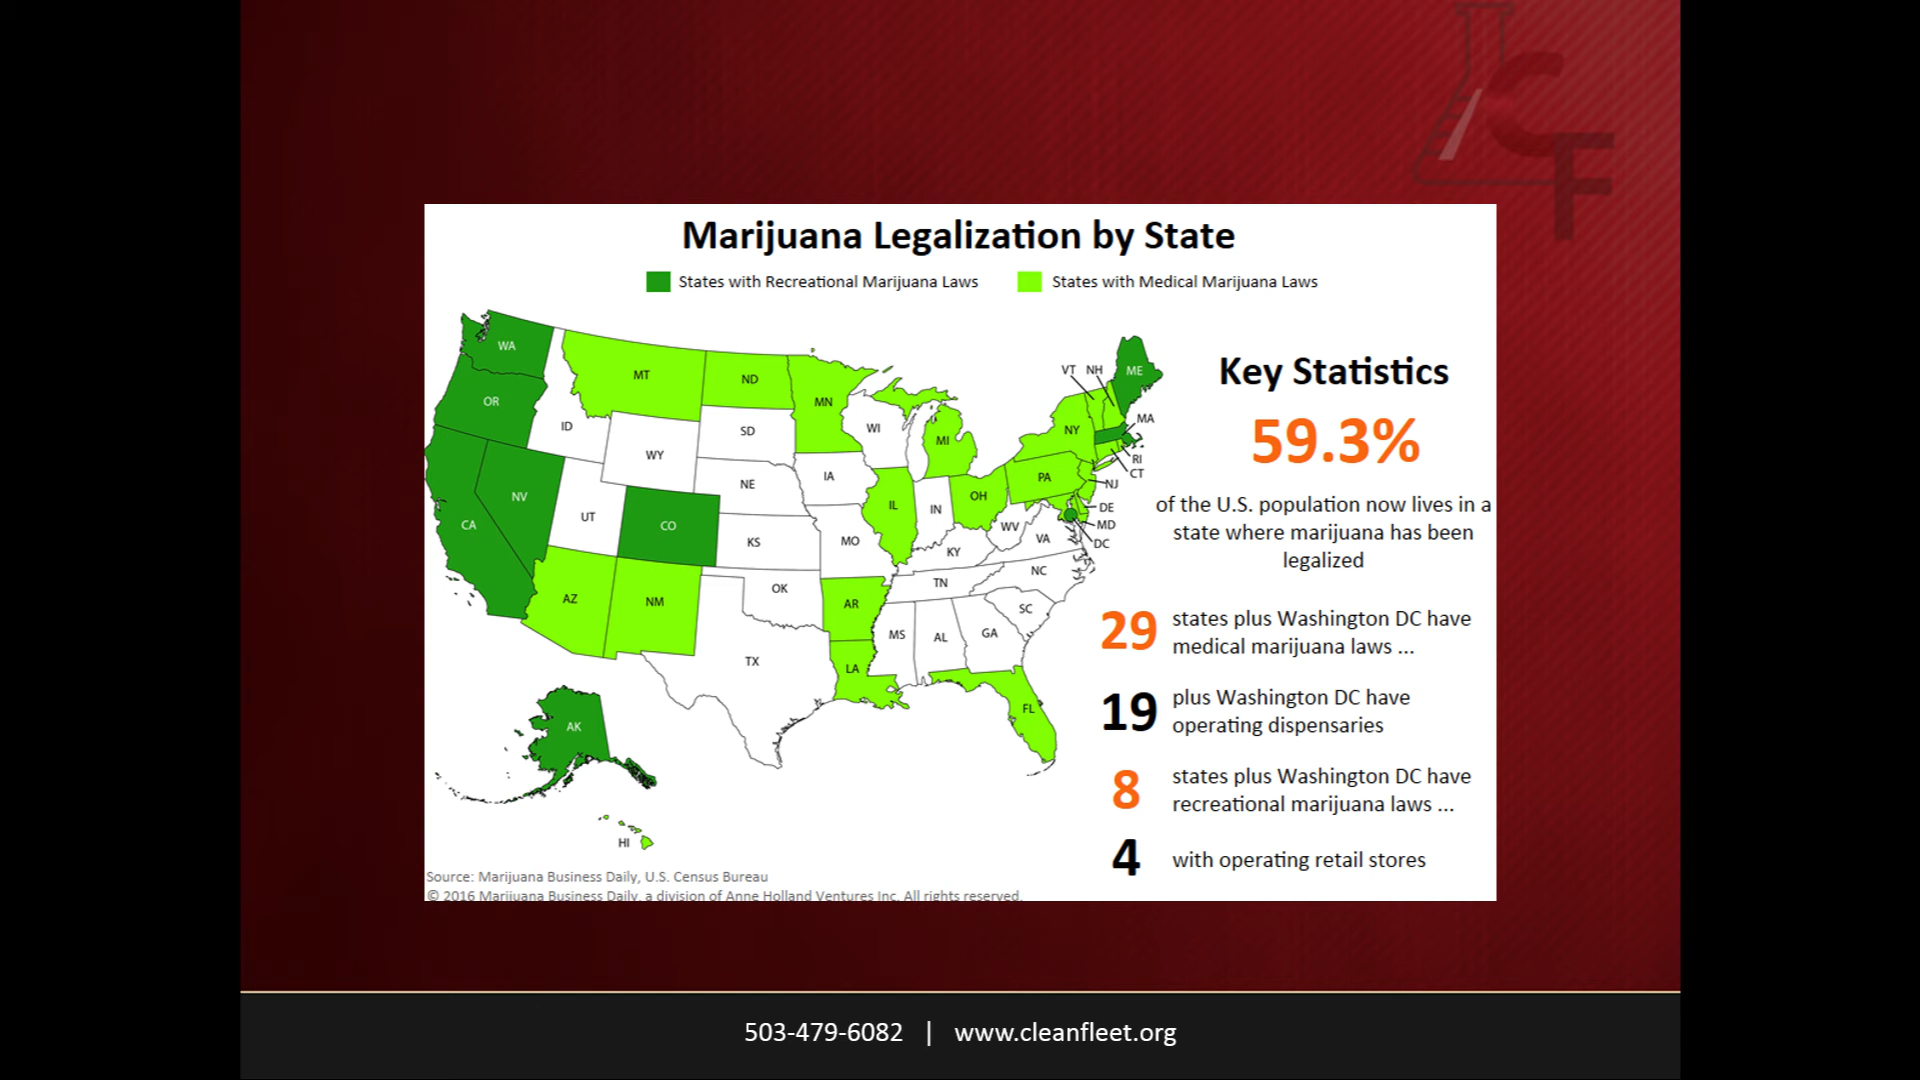 CF
Marijuana Legalization by State
States with Recreational Marijuana Laws
States with Medical Marijuana Laws
WA
OR
CA
NV
ID
MT
WY
UT
CO
AZ
NM
ND
SD
NE
KS
OK
TX
MN
IA
MO
AR
LA
WI
IL
MI
IN
OH
KY
TN
MS
AL
GA
FL
SC
NC
VA
WV
PA
NY
VT
NH
ME
MA
RI
CT
NJ
DE
MD
DC
AK
HI
Key Statistics
59.3%
of the U.S. population now lives in a
state where marijuana has been
legalized
29
states plus Washington DC have
medical marijuana laws ...
19
plus Washington DC have
operating dispensaries
8
states plus Washington DC have
recreational marijuana laws ...
4
with operating retail stores
Source: Marijuana Business Daily, U.S. Census Bureau
© 2016 Marijuana Business Daily, a division of Anne Holland Ventures Inc. All rights reserved.
503-479-6082 | www.cleanfleet.org